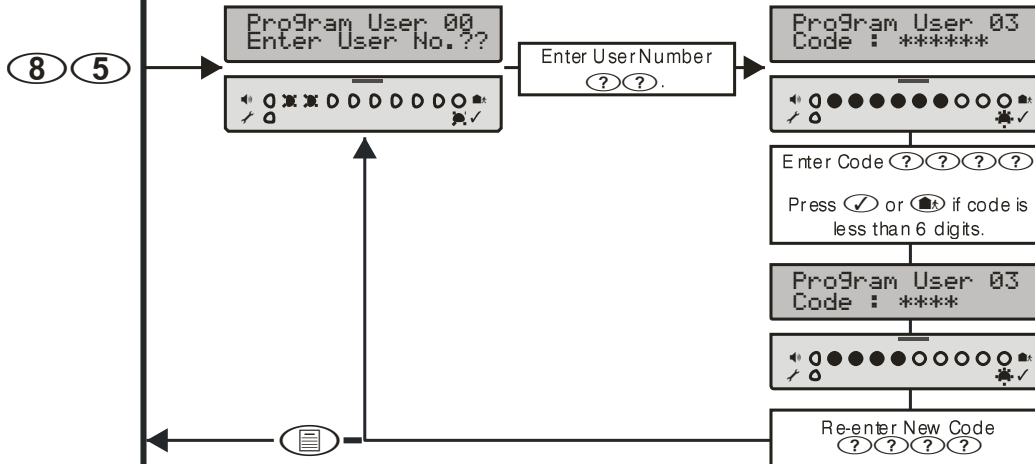 8 5
Program User 00
Enter User No.??
Enter User Number
? ? .
Program User 03
Code : ******
Enter Code ? ? ? ?
Press ✓ or if code is
less than 6 digits.
Program User 03
Code : ****
Re-enter New Code
? ? ? ?